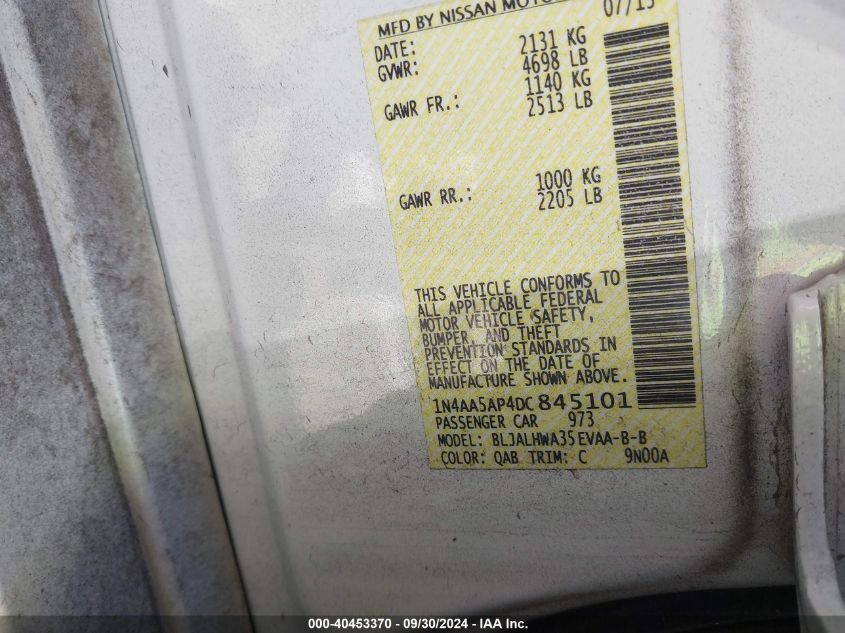 MFD BY NISSAN MOTO
DATE: 07/13
GVWR: 2131 KG
4698 LB
GAWR FR.: 1140 KG
2513 LB
GAWR RR.: 1000 KG
2205 LB
THIS VEHICLE CONFORMS TO
ALL APPLICABLE FEDERAL
MOTOR VEHICLE SAFETY,
BUMPER, AND THEFT
PREVENTION STANDARDS IN
EFFECT ON THE DATE OF
MANUFACTURE SHOWN ABOVE.
1N4AA5AP4DC845101
PASSENGER CAR 973
MODEL: BLJALHWA35EVAA-B-B
COLOR: QAB TRIM: C 9N00A
000-40453370 - 09/30/2024 - IAA Inc.